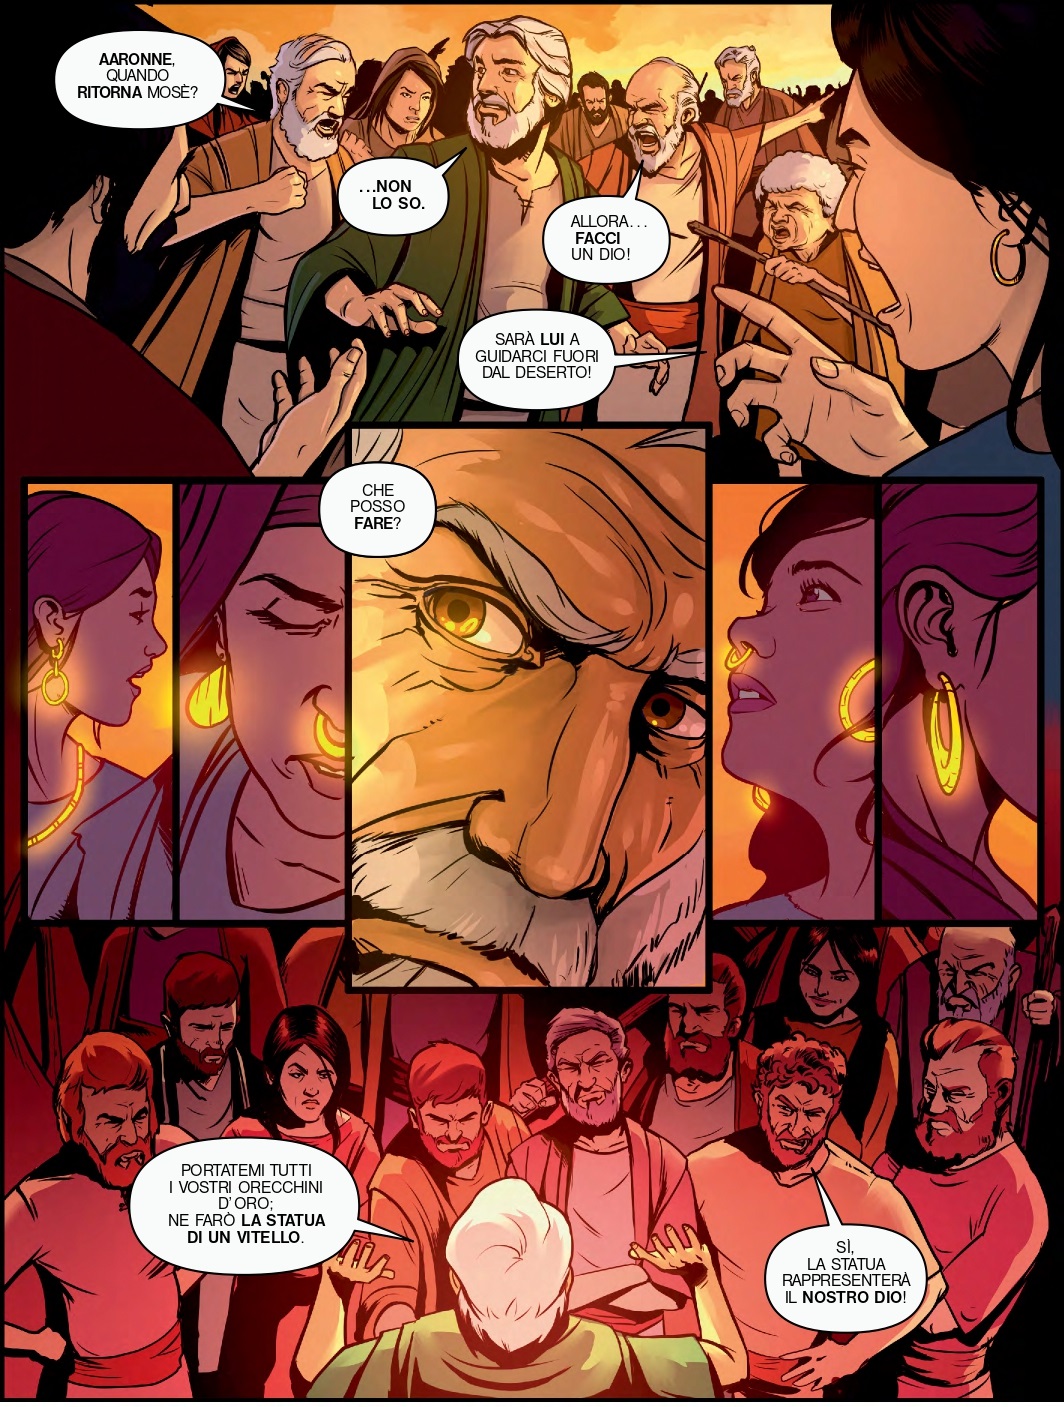 AARONNE,
QUANDO
RITORNA MOSÈ?
...NON
LO SO.
ALLORA...
FACCI
UN DIO!
SARÀ LUI A
GUIDARCI FUORI
DAL DESERTO!
CHE
POSSO
FARE?
PORTATEMI TUTTI
I VOSTRI ORECCHINI
D'ORO;
NE FARÒ LA STATUA
DI UN VITELLO.
SÌ,
LA STATUA
RAPPRESENTERÀ
IL NOSTRO DIO!